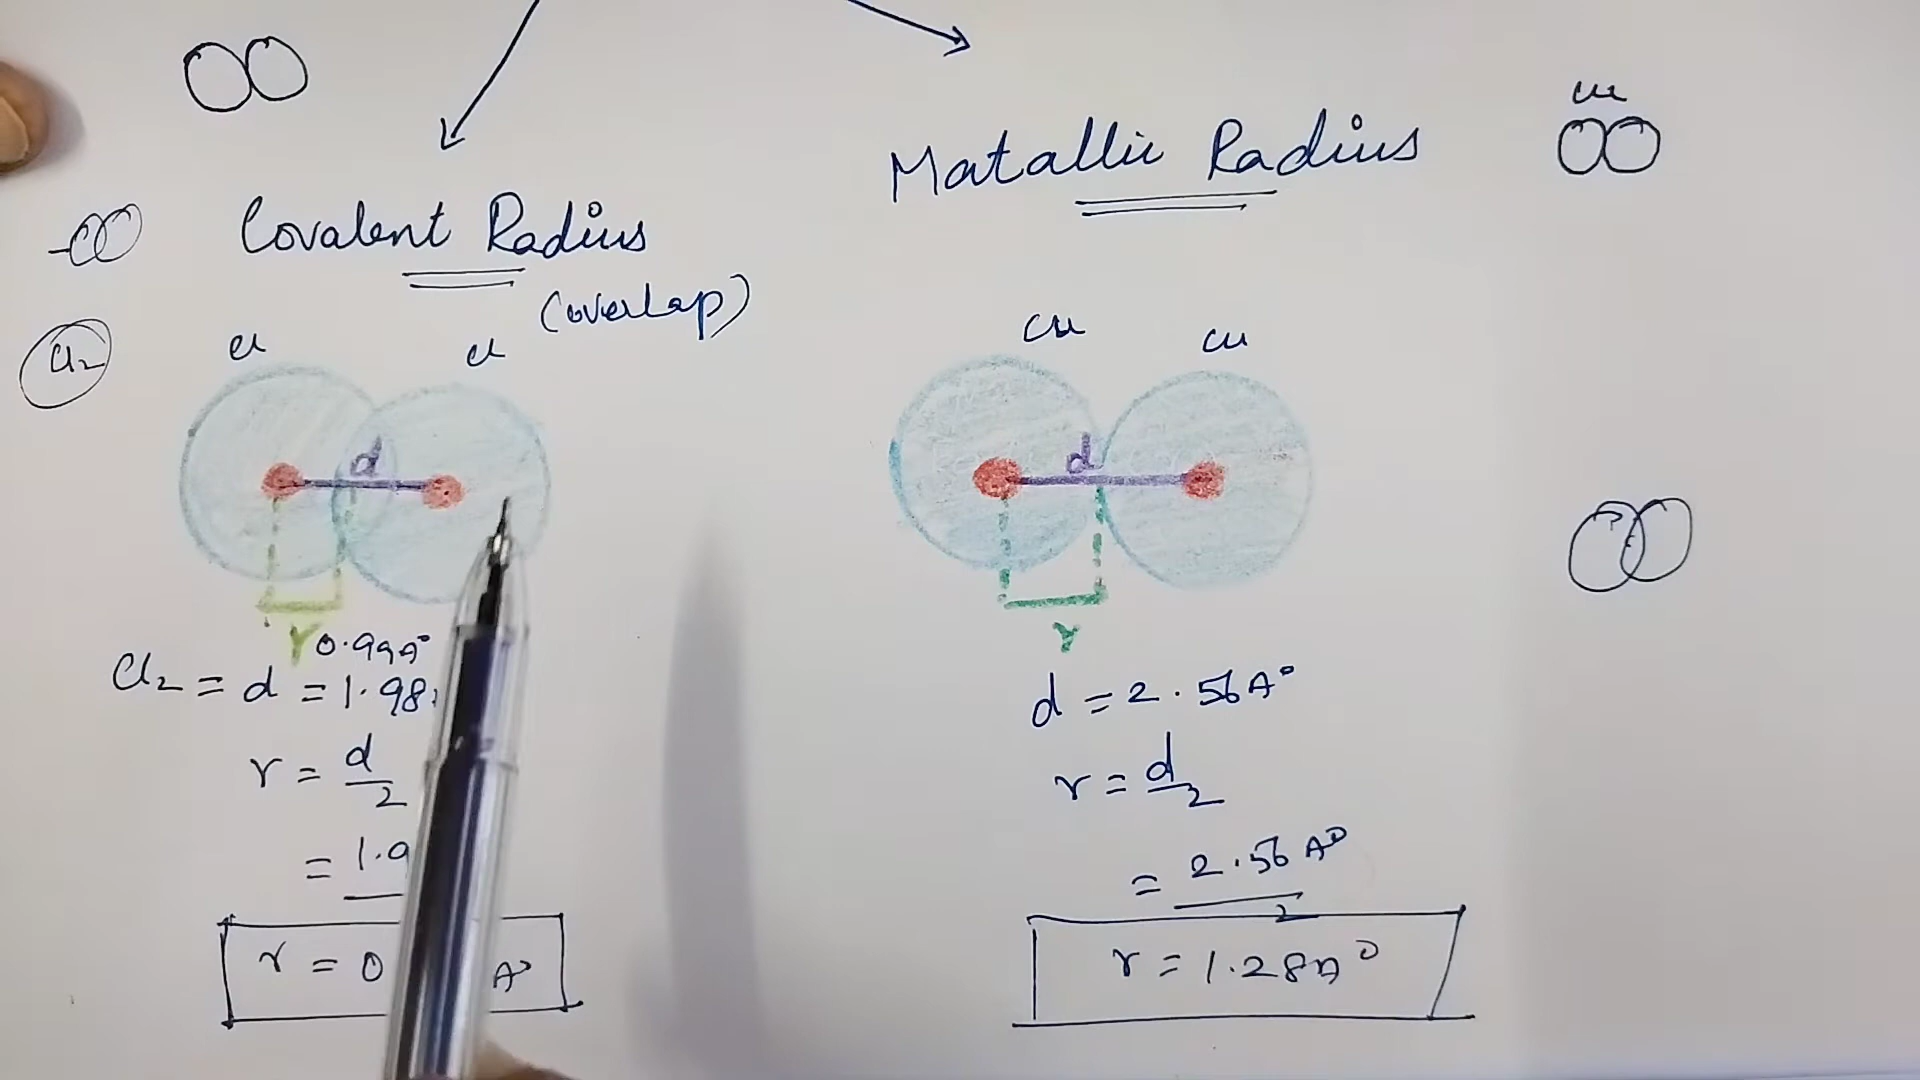 Covalent Radius
(overlap)
Cl₂
Cl Cl
d
r 0.99A°
Cl₂ = d = 1.98
r = d/2
= 1.9
r = 0 A°
Matallic Radius
Cu
Cu Cu
d
r
d = 2.56A°
r = d/2
= 2.56A°/2
r = 1.28A°